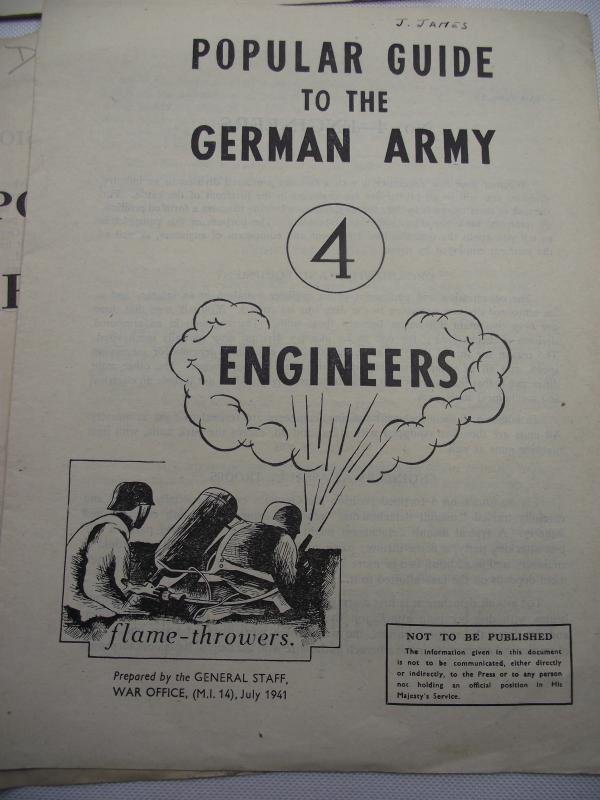 J. JAMES
POPULAR GUIDE
TO THE
GERMAN ARMY
4
ENGINEERS
flame-throwers.
Prepared by the GENERAL STAFF,
WAR OFFICE, (M.I. 14), July 1941
NOT TO BE PUBLISHED
The information given in this document
is not to be communicated, either directly
or indirectly, to the Press or to any person
not holding an official position in His
Majesty's Service.